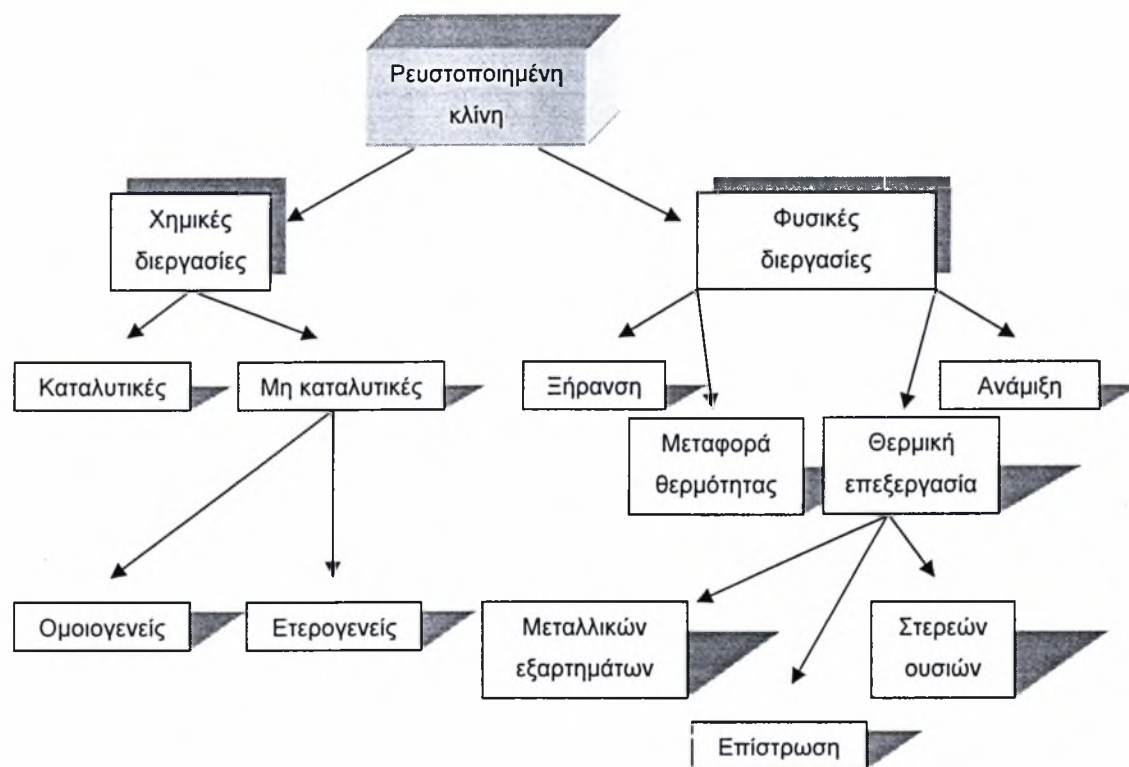 Ρευστοποιημένη
κλίνη
Χημικές
διεργασίες
Φυσικές
διεργασίες
Καταλυτικές
Μη καταλυτικές
Ξήρανση
Ανάμιξη
Μεταφορά
θερμότητας
Θερμική
επεξεργασία
Ομοιογενείς
Ετερογενείς
Μεταλλικών
εξαρτημάτων
Στερεών
ουσιών
Επίστρωση